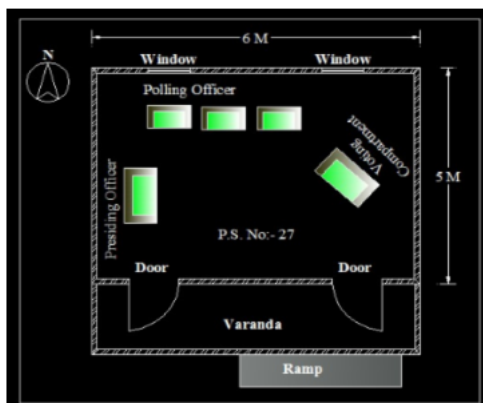 6 M
N
Window
Window
Polling Officer
Voting
Compartment
5 M
Presiding Officer
P.S. No:- 27
Door
Door
Varanda
Ramp